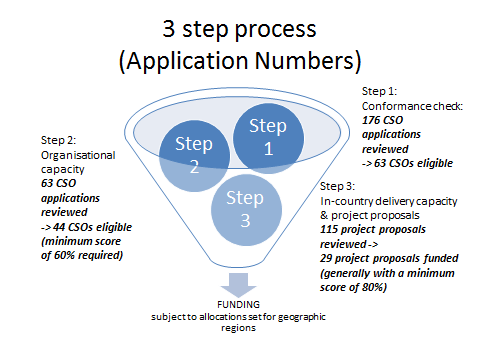 3 step process
(Application Numbers)
Step 1:
Conformance check:
176 CSO
applications
reviewed
-> 63 CSOs eligible
Step
1
Step
2
Step
3
Step 2:
Organisational
capacity
63 CSO
applications
reviewed
-> 44 CSOs eligible
(minimum score
of 60% required)
Step 3:
In-country delivery capacity
& project proposals
115 project proposals
reviewed ->
29 project proposals funded
(generally with a minimum
score of 80%)
FUNDING
subject to allocations set for geographic
regions